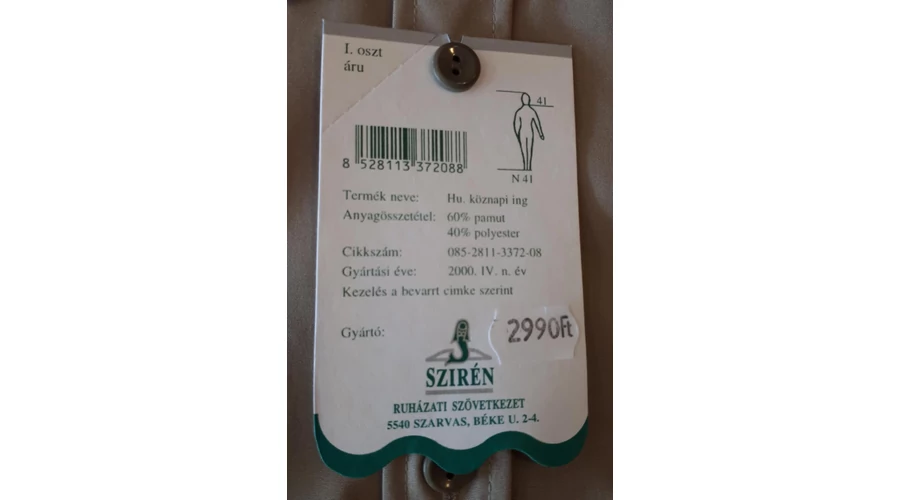 I. oszt
áru
41
8 528113 372088
N 41
Termék neve: Hu. köznapi ing
Anyagösszetétel: 60% pamut
40% polyester
Cikkszám: 085-2811-3372-08
Gyártási éve: 2000. IV. n. év
Kezelés a bevarrt cimke szerint
Gyártó:
2990Ft
SZIRÉN
RUHÁZATI SZÖVETKEZET
5540 SZARVAS, BÉKE U. 2-4.